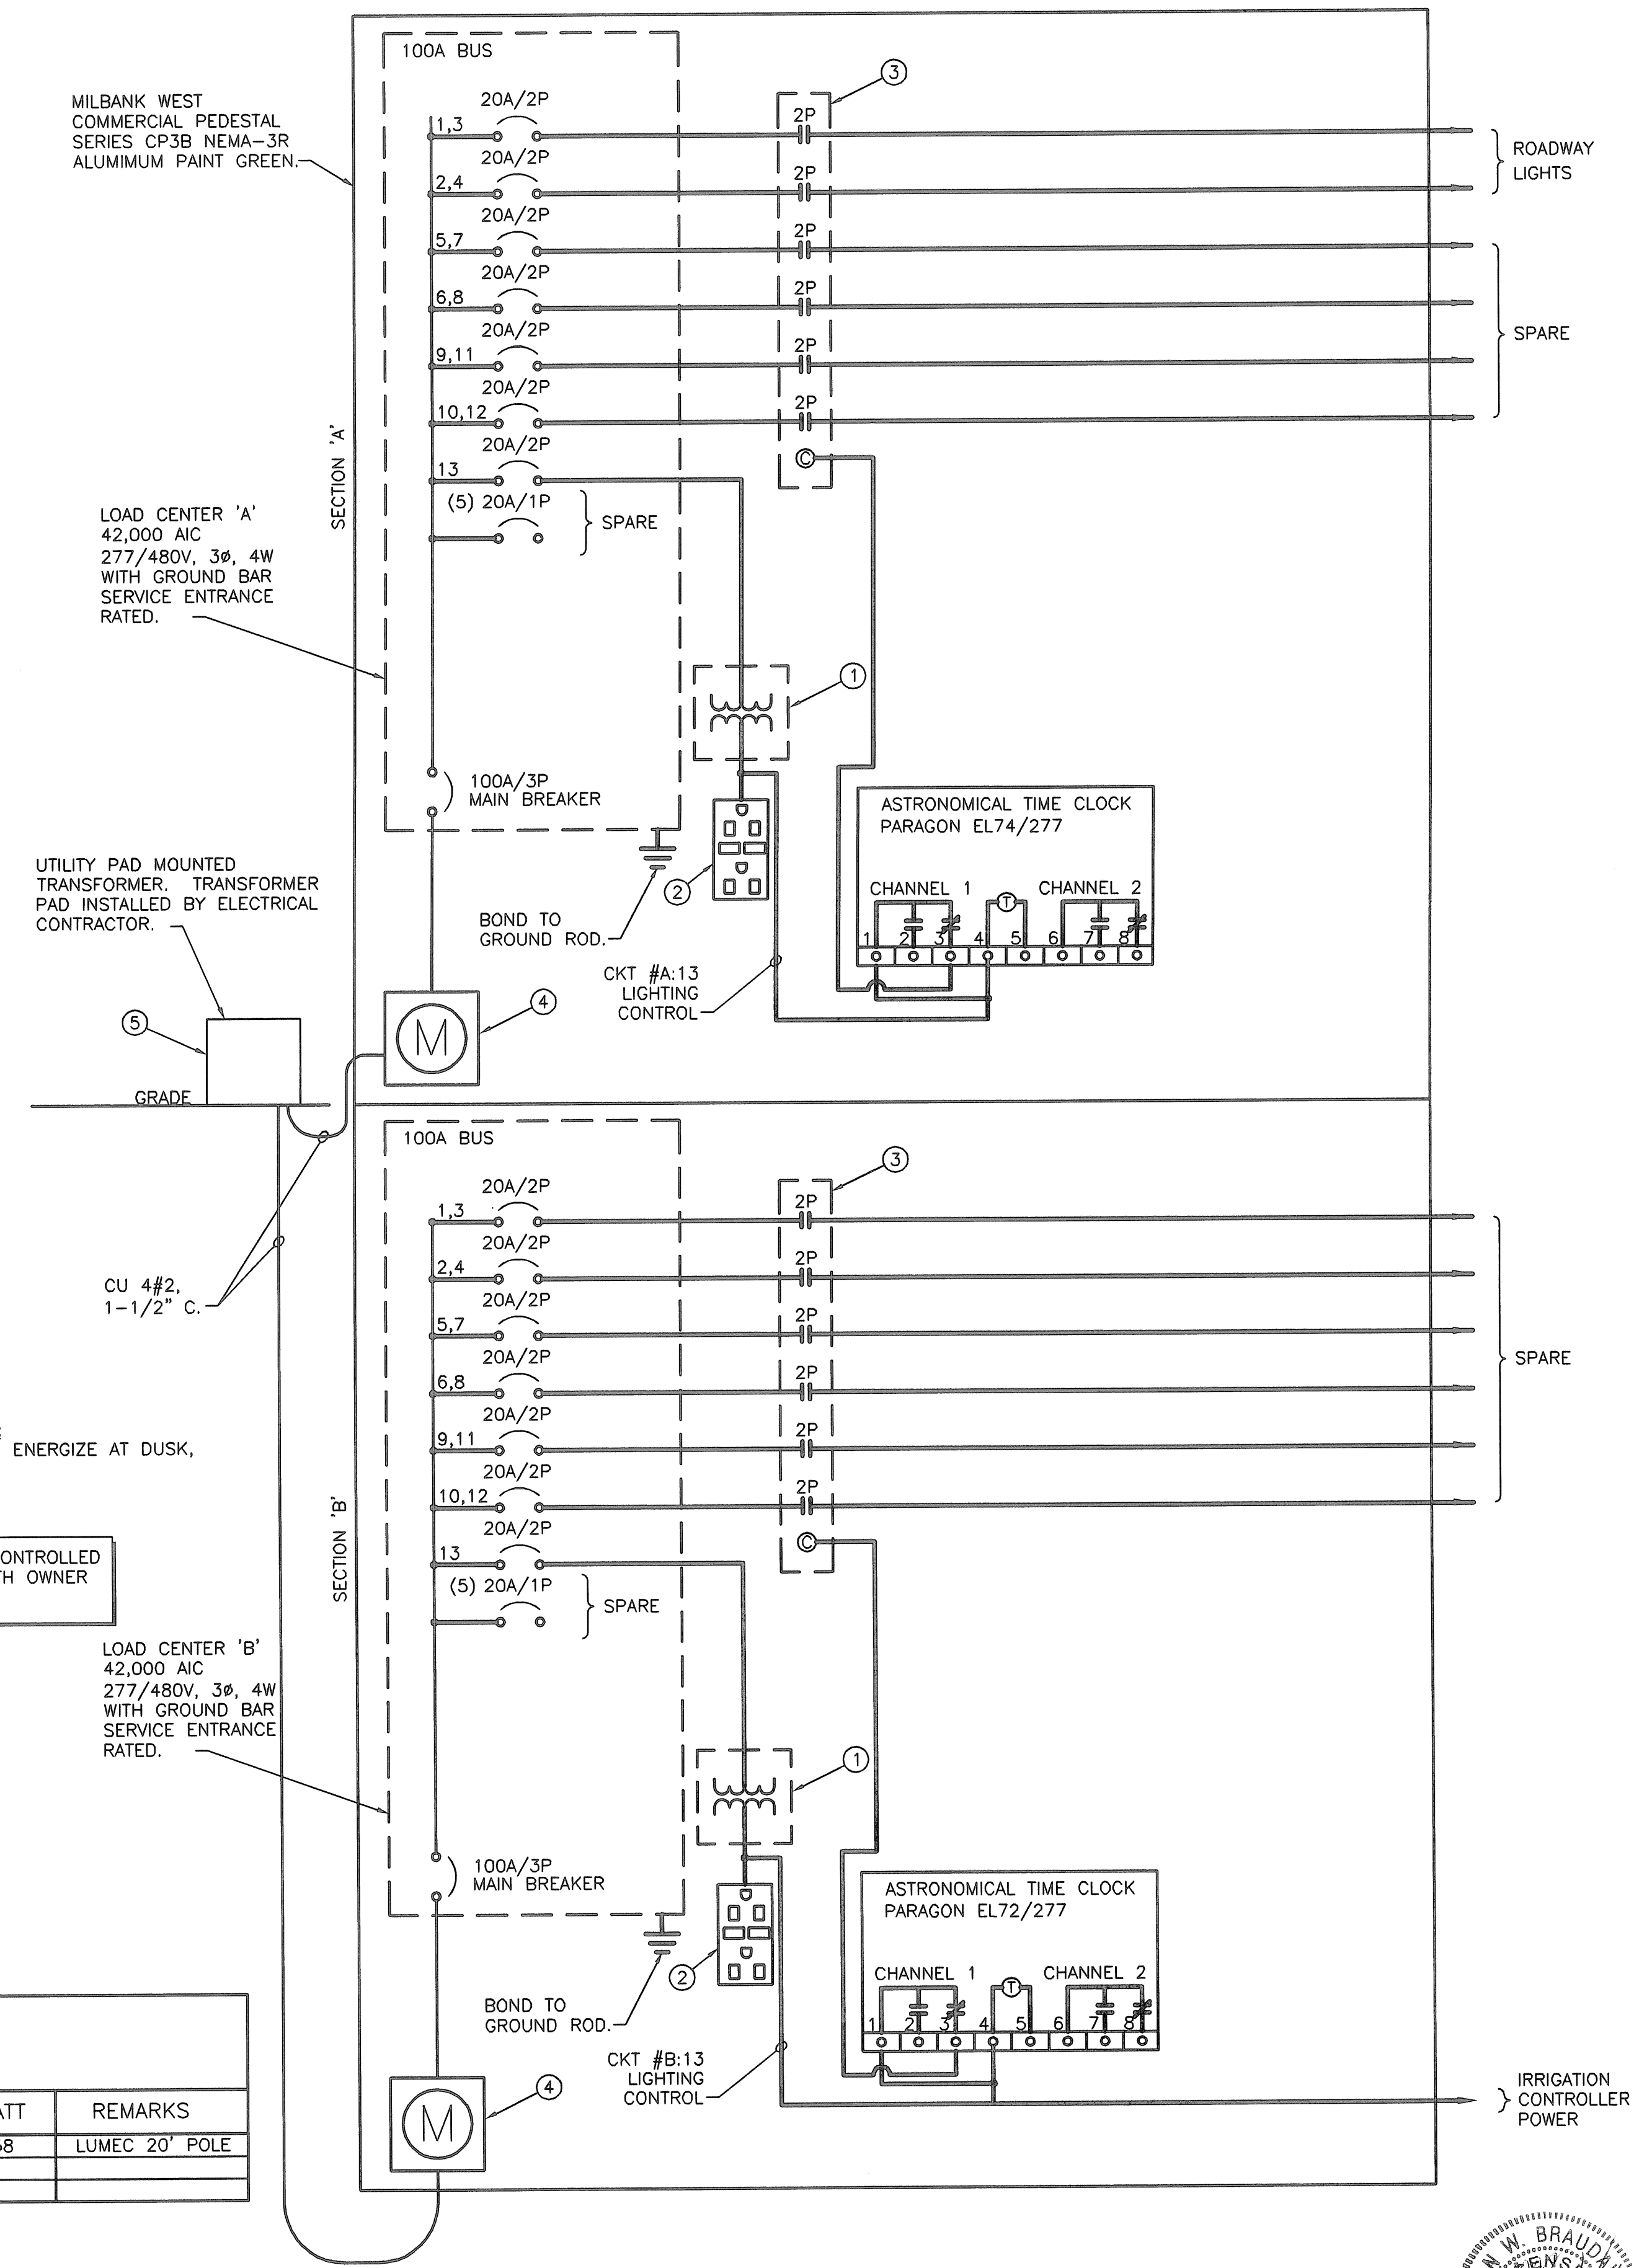 100A BUS
MILBANK WEST
COMMERCIAL PEDESTAL
SERIES CP3B NEMA-3R
ALUMIMUM PAINT GREEN.
SECTION 'A'
20A/2P
1,3
20A/2P
2,4
20A/2P
5,7
20A/2P
6,8
20A/2P
9,11
20A/2P
10,12
20A/2P
13
(5) 20A/1P
SPARE
3
2P
2P
2P
2P
2P
2P
C
ROADWAY
LIGHTS
SPARE
LOAD CENTER 'A'
42,000 AIC
277/480V, 3ø, 4W
WITH GROUND BAR
SERVICE ENTRANCE
RATED.
1
100A/3P
MAIN BREAKER
2
BOND TO
GROUND ROD.
CKT #A:13
LIGHTING
CONTROL
ASTRONOMICAL TIME CLOCK
PARAGON EL74/277
CHANNEL 1
CHANNEL 2
T
1 2 3 4 5 6 7 8
UTILITY PAD MOUNTED
TRANSFORMER. TRANSFORMER
PAD INSTALLED BY ELECTRICAL
CONTRACTOR.
5
GRADE
M
4
CU 4#2,
1-1/2" C.
100A BUS
SECTION 'B'
20A/2P
1,3
20A/2P
2,4
20A/2P
5,7
20A/2P
6,8
20A/2P
9,11
20A/2P
10,12
20A/2P
13
(5) 20A/1P
SPARE
3
2P
2P
2P
2P
2P
2P
C
SPARE
ENERGIZE AT DUSK,
ONTROLLED
TH OWNER
LOAD CENTER 'B'
42,000 AIC
277/480V, 3ø, 4W
WITH GROUND BAR
SERVICE ENTRANCE
RATED.
1
100A/3P
MAIN BREAKER
2
BOND TO
GROUND ROD.
CKT #B:13
LIGHTING
CONTROL
ASTRONOMICAL TIME CLOCK
PARAGON EL72/277
CHANNEL 1
CHANNEL 2
T
1 2 3 4 5 6 7 8
M
4
IRRIGATION
CONTROLLER
POWER
ATT REMARKS
LUMEC 20' POLE
W. BRAUDA